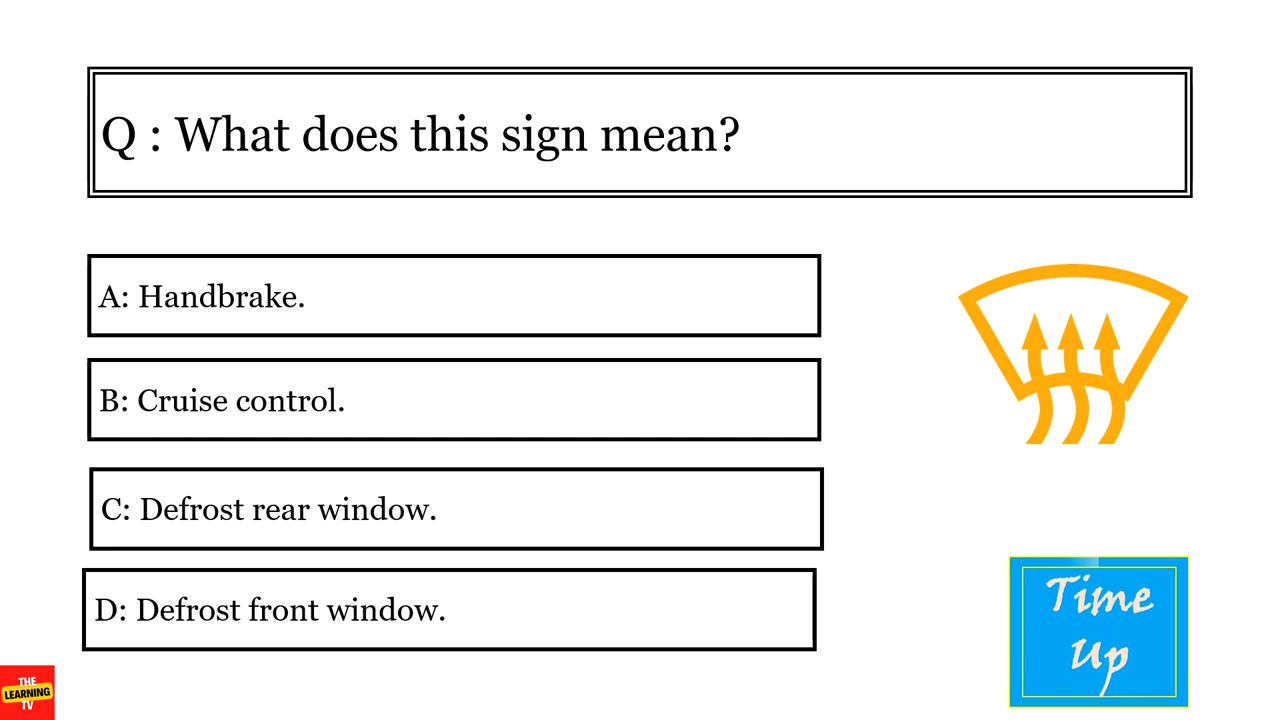 Q : What does this sign mean?
A: Handbrake.
B: Cruise control.
C: Defrost rear window.
D: Defrost front window.
Time
Up
THE
LEARNING
TV